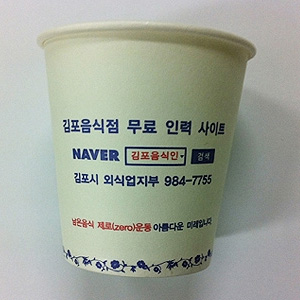 김포음식점 무료 인력 사이트
NAVER 김포음식인 검색
김포시 외식업지부 984-7755
남은음식 제로(zero)운동 아름다운 미래입니다